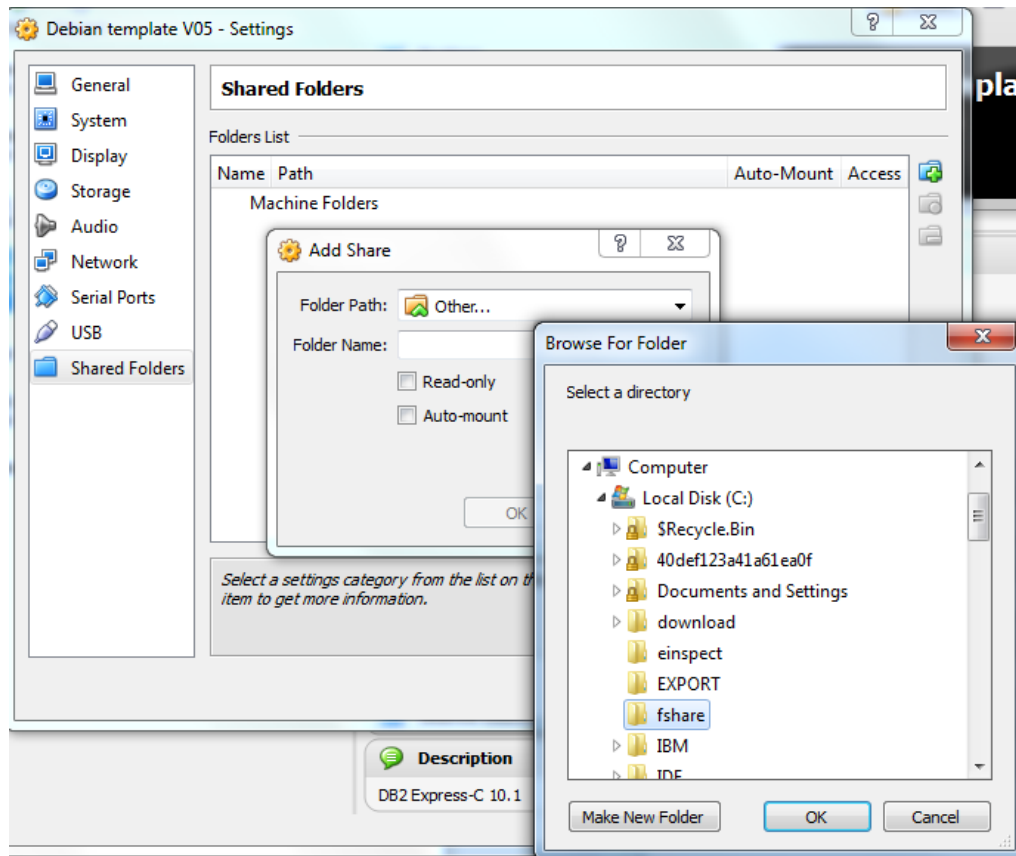 Debian template V05 - Settings
General
System
Display
Storage
Audio
Network
Serial Ports
USB
Shared Folders
Shared Folders
Folders List
Name Path Auto-Mount Access
Machine Folders
Add Share
Folder Path: Other...
Folder Name:
Read-only
Auto-mount
OK
Select a settings category from the list on th
item to get more information.
Browse For Folder
Select a directory
Computer
Local Disk (C:)
$Recycle.Bin
40def123a41a61ea0f
Documents and Settings
download
einspect
EXPORT
fshare
IBM
Make New Folder OK Cancel
Description
DB2 Express-C 10.1
pla